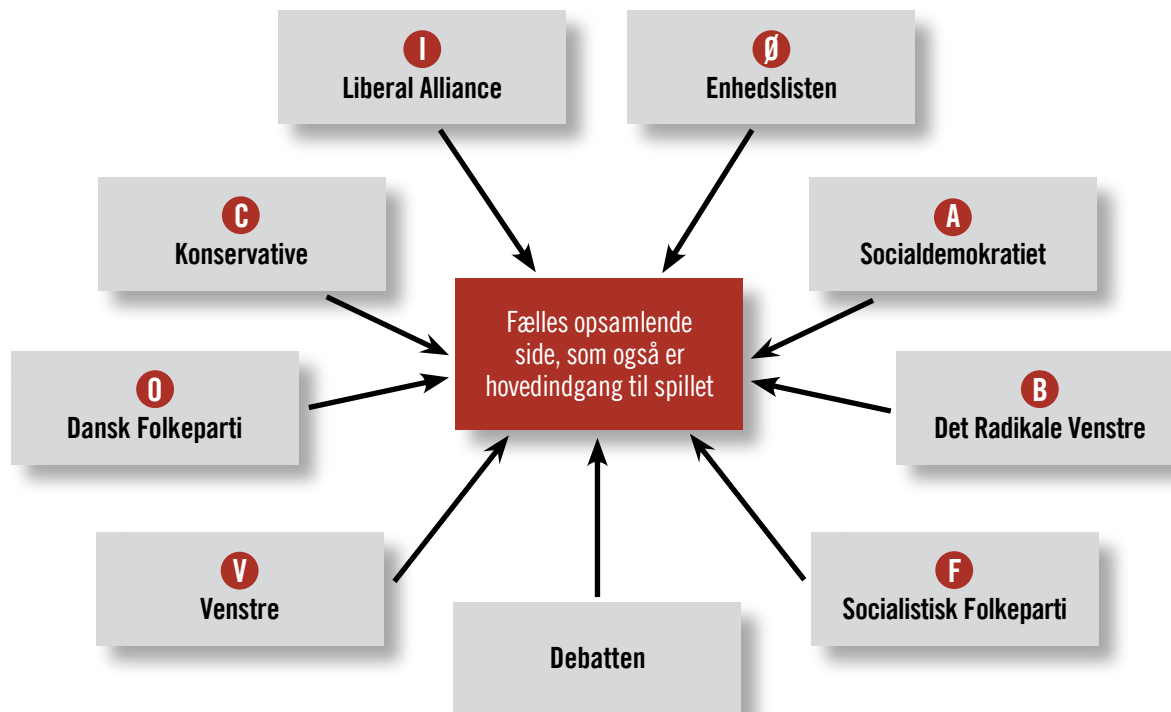 I
Liberal Alliance
Ø
Enhedslisten
C
Konservative
A
Socialdemokratiet
Fælles opsamlende
side, som også er
hovedindgang til spillet
O
Dansk Folkeparti
B
Det Radikale Venstre
V
Venstre
F
Socialistisk Folkeparti
Debatten